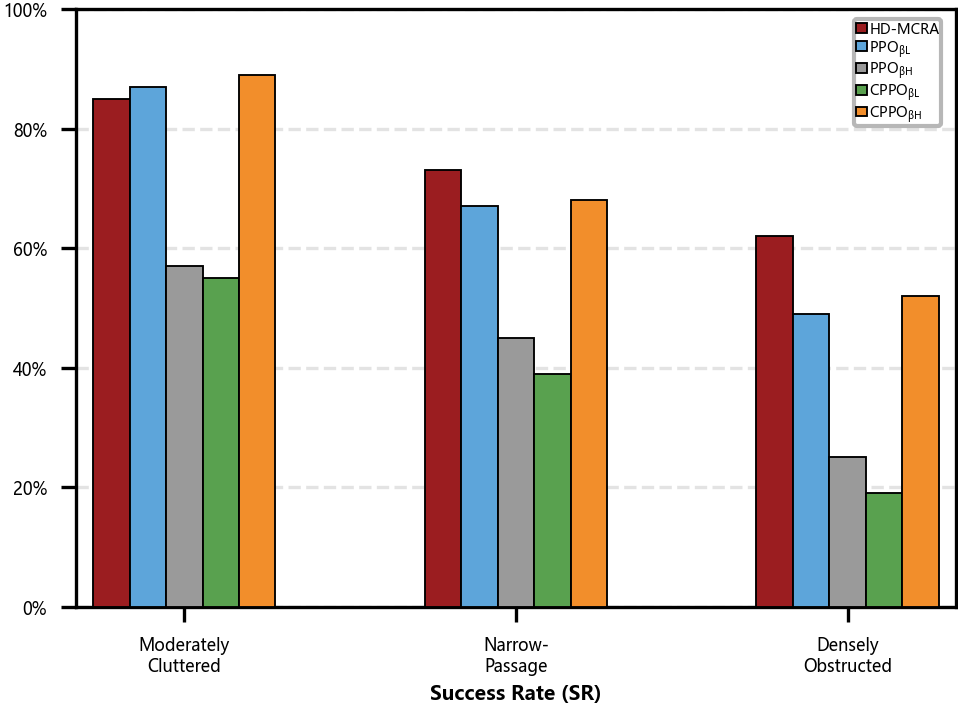 100%
80%
60%
40%
20%
0%
HD-MCRA
PPOβL
PPOβH
CPPOβL
CPPOβH
Moderately
Cluttered
Narrow-
Passage
Densely
Obstructed
Success Rate (SR)